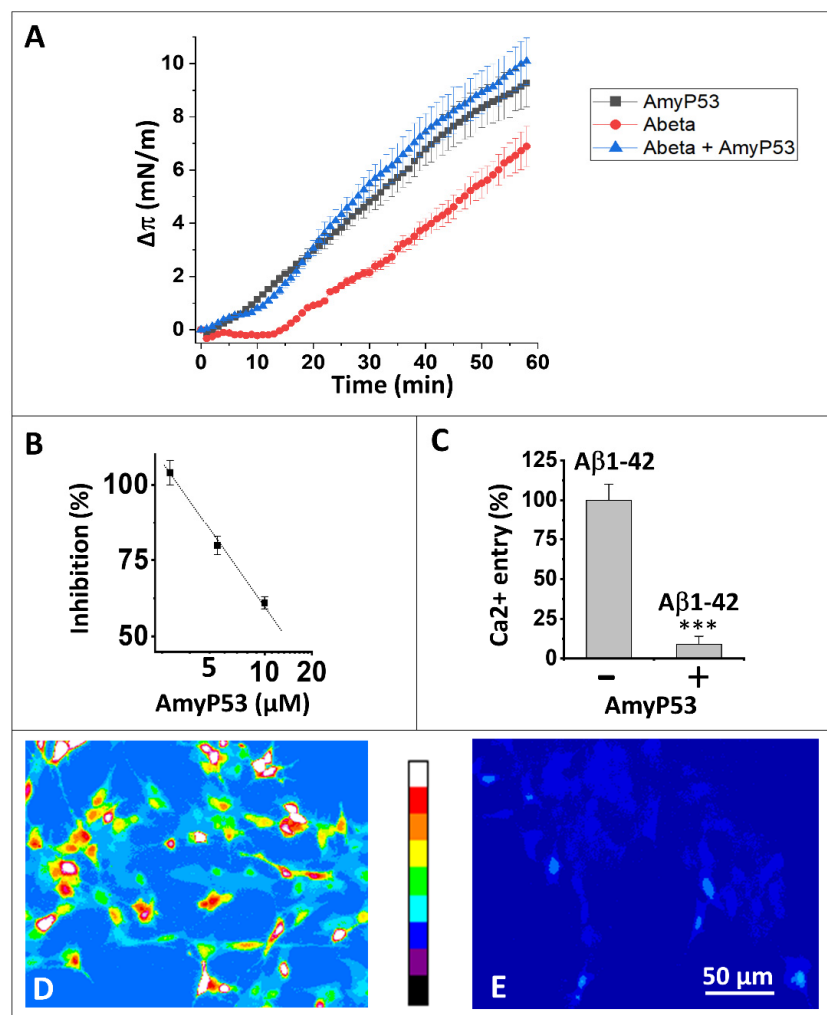 A
Δπ (mN/m)
10
8
6
4
2
0
0 10 20 30 40 50 60
Time (min)
AmyP53
Abeta
Abeta + AmyP53
B
Inhibition (%)
100
75
50
5 10 20
AmyP53 (µM)
C
Ca2+ entry (%)
125
100
75
50
25
0
Aβ1-42
Aβ1-42
***
− +
AmyP53
D
E
50 µm